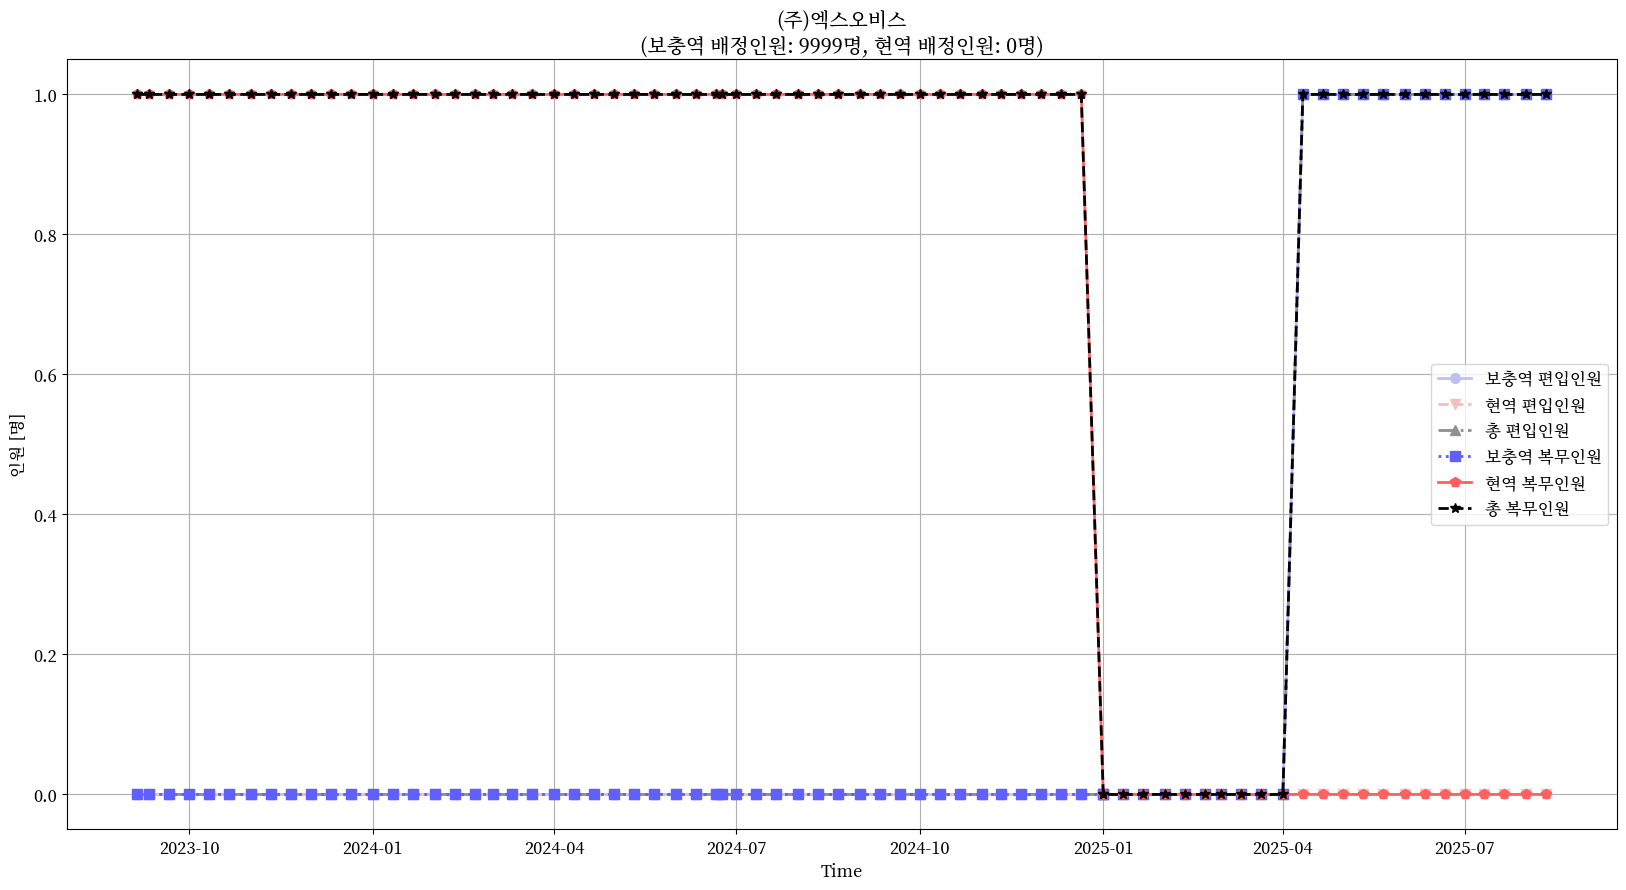 (주)엑스오비스
(보충역 배정인원: 9999명, 현역 배정인원: 0명)
인원 [명]
1.0
0.8
0.6
0.4
0.2
0.0
보충역 편입인원
현역 편입인원
총 편입인원
보충역 복무인원
현역 복무인원
총 복무인원
2023-10
2024-01
2024-04
2024-07
2024-10
2025-01
2025-04
2025-07
Time